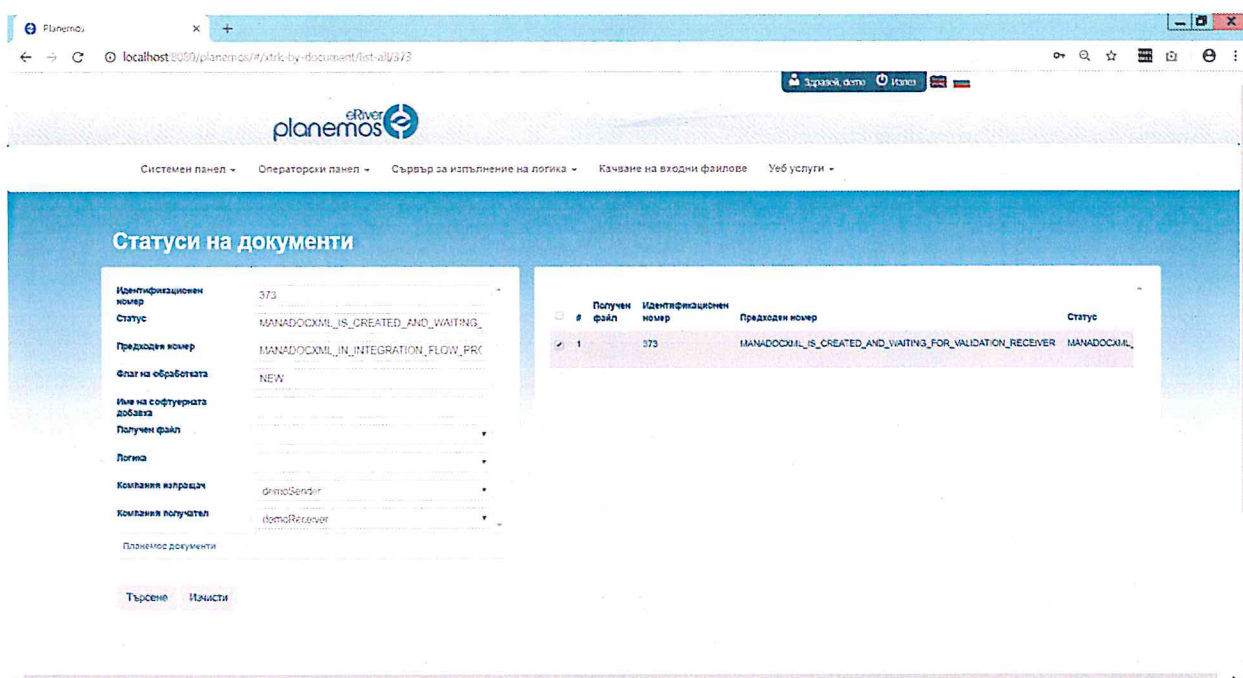 Planemos
localhost:8080/planemos/#/xtrk-by-document/list-all/373
Здравей, demo Изход
eRiver
planemos
Системен панел Операторски панел Сървър за изпълнение на логика Качване на входни файлове Уеб услуги
Статуси на документи
Идентификационен номер 373
Статус MANADOCXML_IS_CREATED_AND_WAITING_
Предходен номер MANADOCXML_IN_INTEGRATION_FLOW_PRO
Флаг на обработката NEW
Име на софтуерната добавка
Получен файл
Логика
Компания изпращач demoSender
Компания получател demoReceiver
Планемос документи
Търсене Изчисти
# Получен файл Идентификационен номер Предходен номер Статус
1 373 MANADOCXML_IS_CREATED_AND_WAITING_FOR_VALIDATION_RECEIVER MANADOCXML_